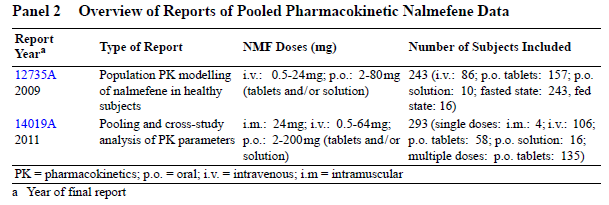 Panel 2 Overview of Reports of Pooled Pharmacokinetic Nalmefene Data
Report Year^a Type of Report NMF Doses (mg) Number of Subjects Included
12735A Population PK modelling i.v.: 0.5-24mg; p.o.: 2-80mg 243 (i.v.: 86; p.o. tablets: 157; p.o.
2009 of nalmefene in healthy (tablets and/or solution) solution: 10; fasted state: 243, fed
subjects state: 16)
14019A Pooling and cross-study i.m.: 24mg; i.v.: 0.5-64mg; 293 (single doses: i.m.: 4; i.v.: 106;
2011 analysis of PK parameters p.o.: 2-200mg (tablets and/or p.o. tablets: 58; p.o. solution: 16;
solution) multiple doses: p.o. tablets: 135)
PK = pharmacokinetics; p.o. = oral; i.v. = intravenous; i.m = intramuscular
a Year of final report